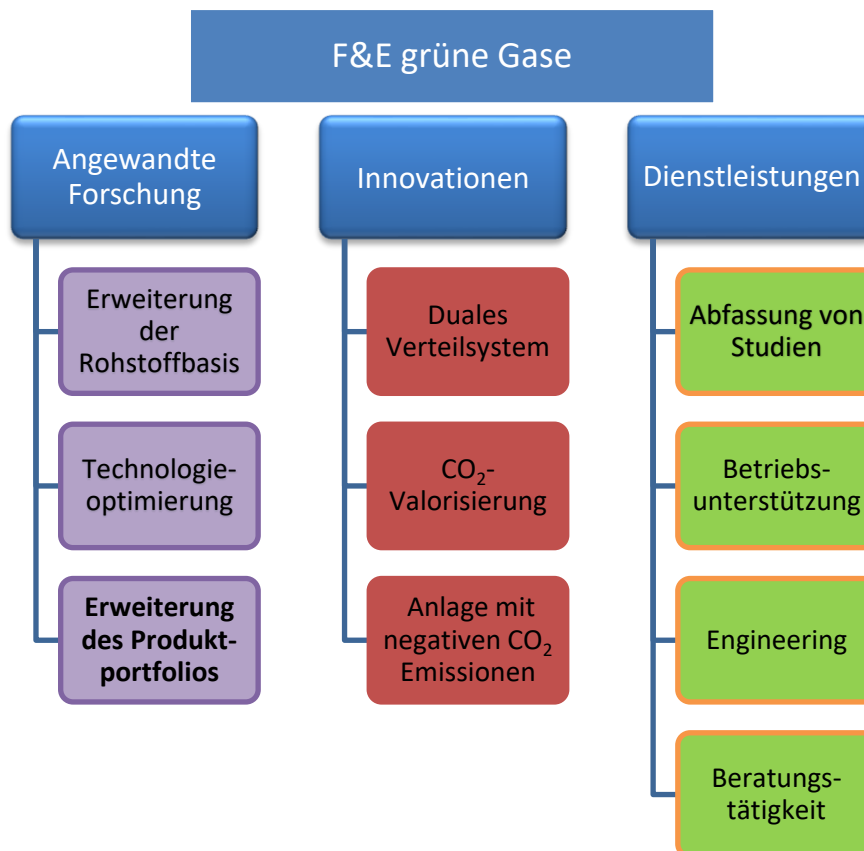 F&E grüne Gase
Angewandte
Forschung
Erweiterung
der
Rohstoffbasis
Technologie-
optimierung
Erweiterung
des Produkt-
portfolios
Innovationen
Duales
Verteilsystem
CO₂-
Valorisierung
Anlage mit
negativen CO₂
Emissionen
Dienstleistungen
Abfassung von
Studien
Betriebs-
unterstützung
Engineering
Beratungs-
tätigkeit